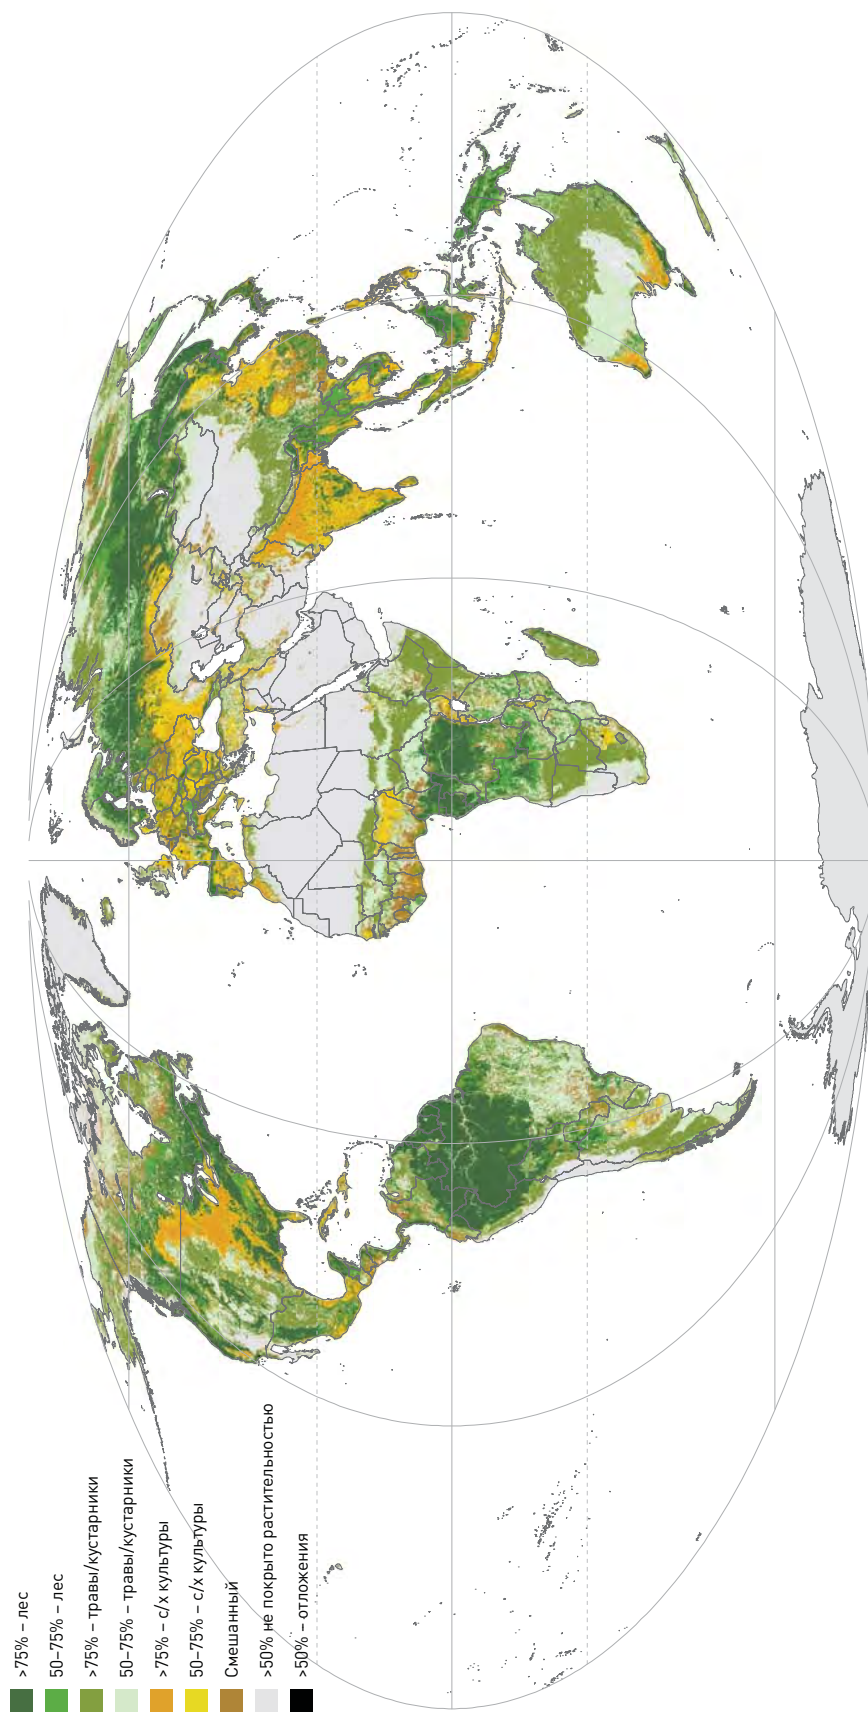 >75% – лес
50–75% – лес
>75% – травы/кустарники
50–75% – травы/кустарники
>75% – с/х культуры
50–75% – с/х культуры
Смешанный
>50% не покрыто растительностью
>50% – отложения